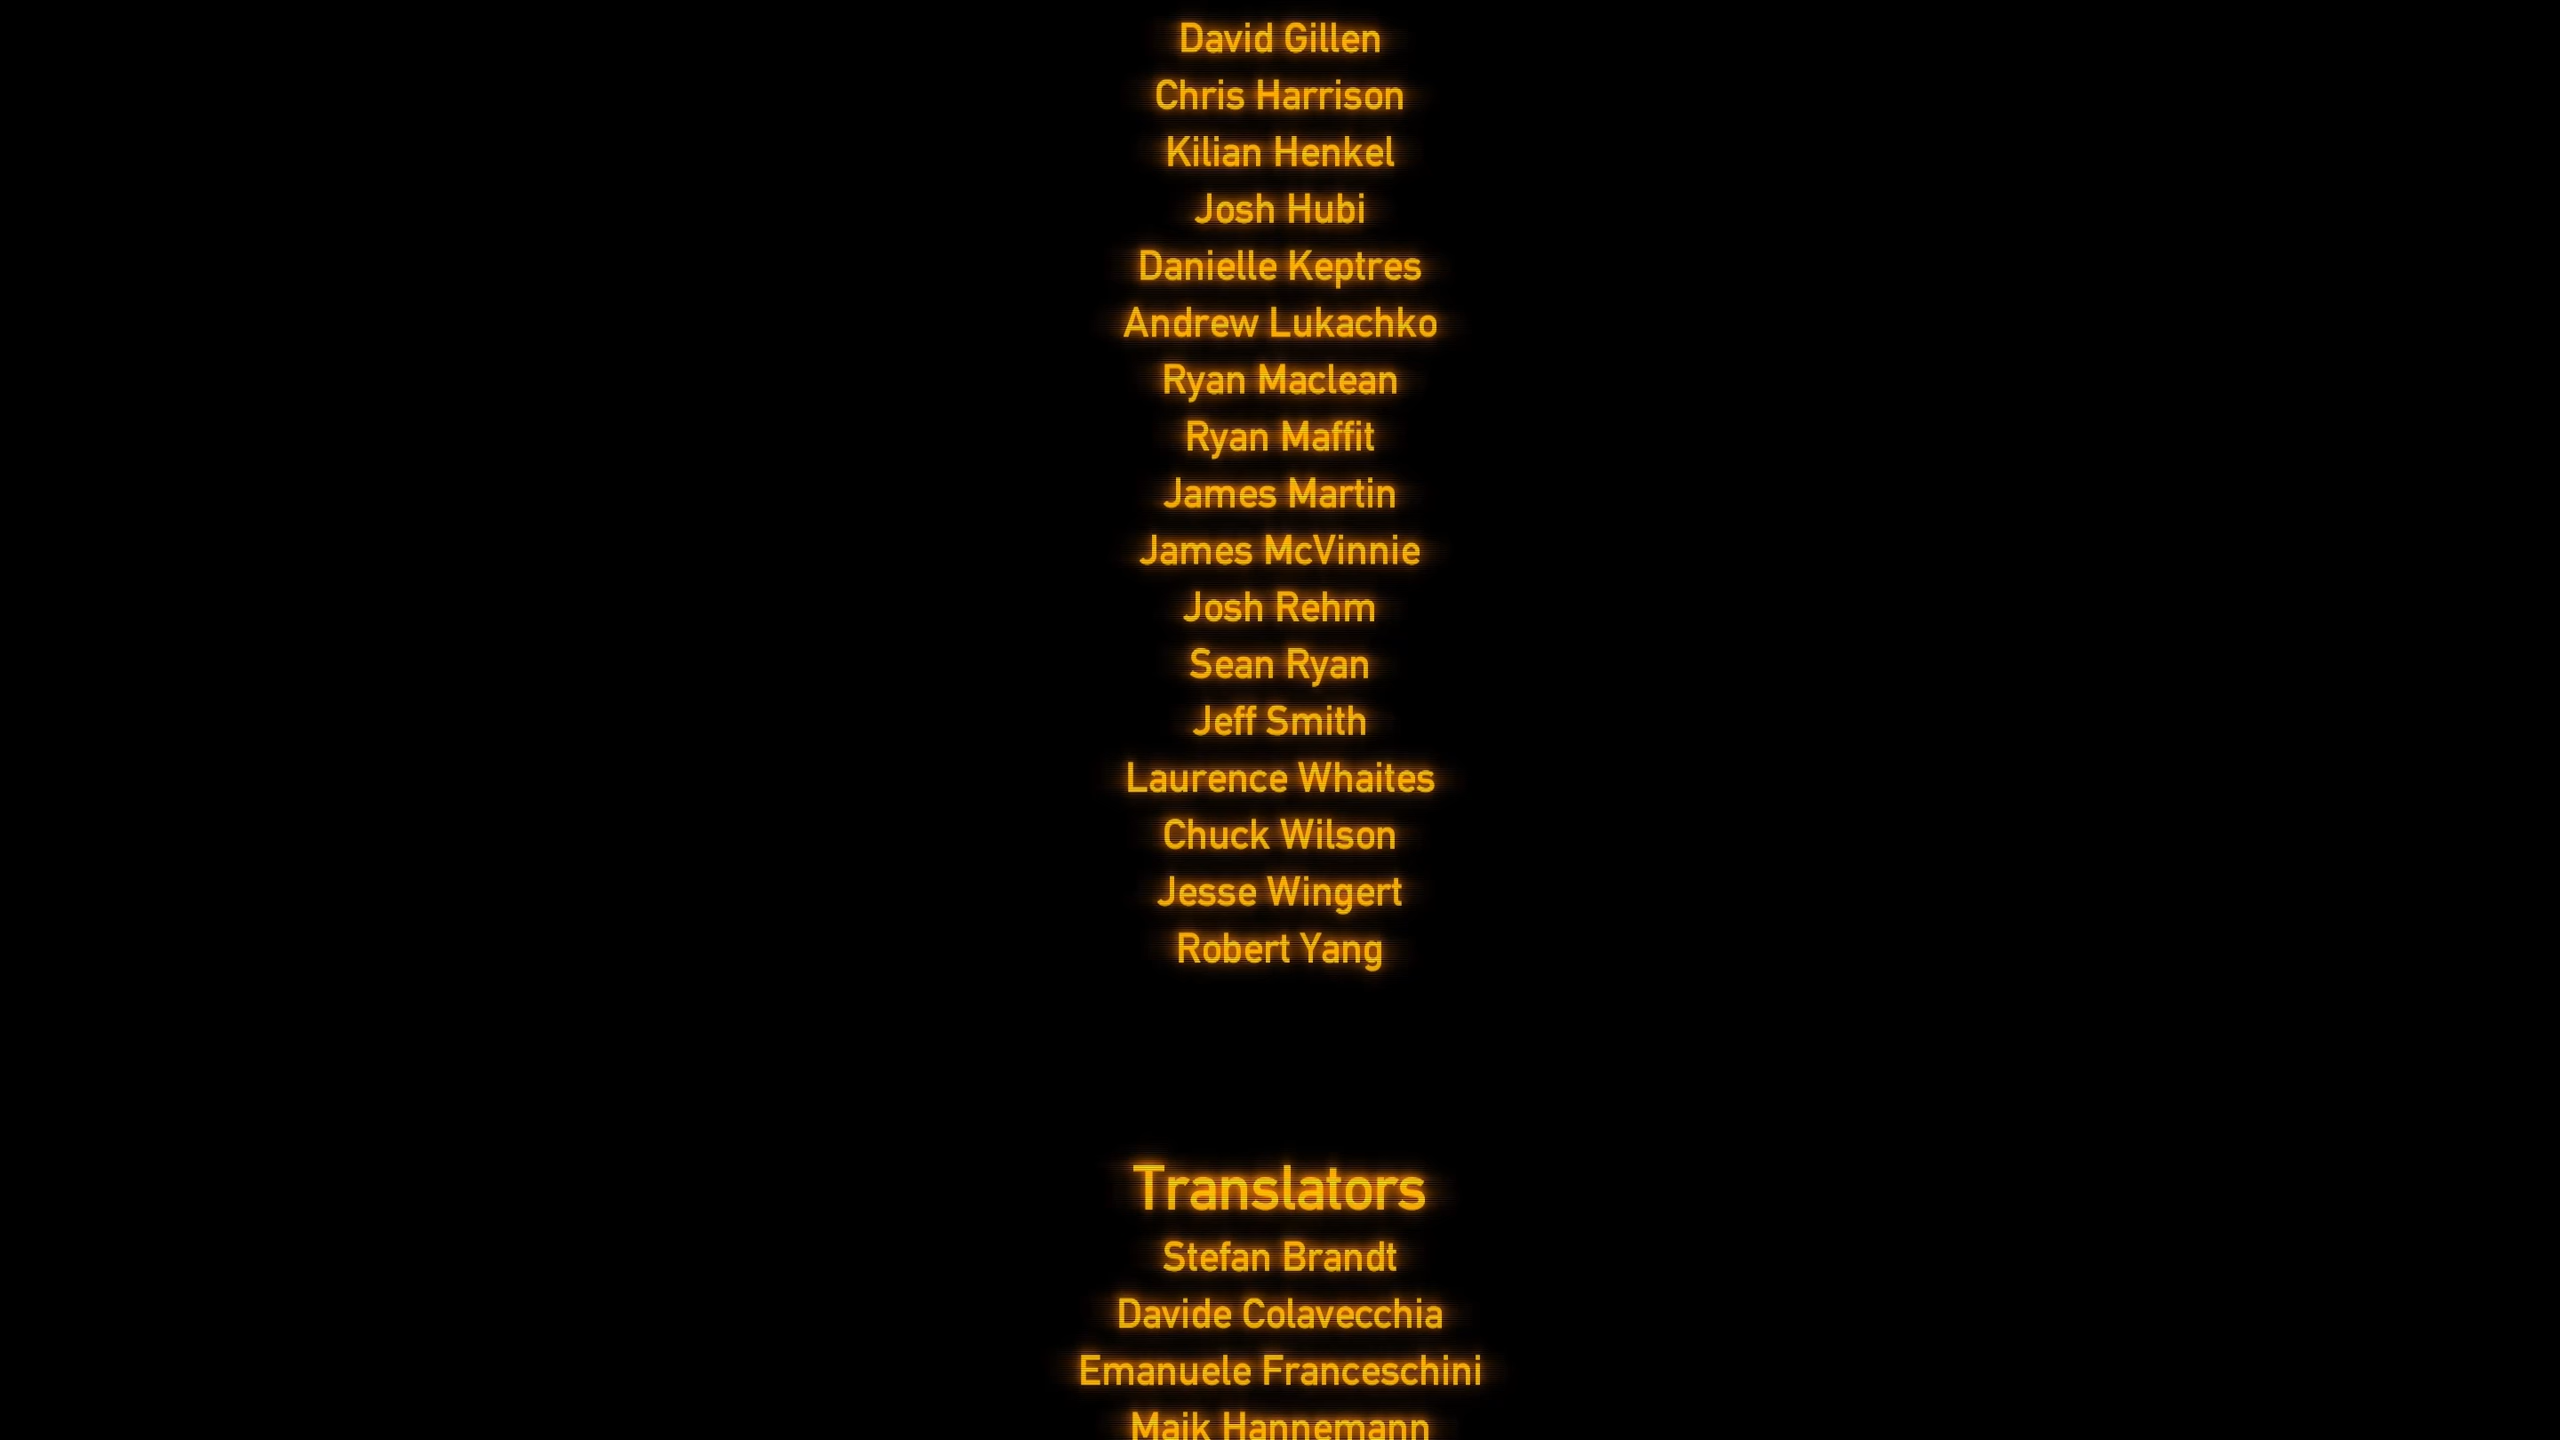 David Gillen
Chris Harrison
Kilian Henkel
Josh Hubi
Danielle Keptres
Andrew Lukachko
Ryan Maclean
Ryan Maffit
James Martin
James McVinnie
Josh Rehm
Sean Ryan
Jeff Smith
Laurence Whaites
Chuck Wilson
Jesse Wingert
Robert Yang
Translators
Stefan Brandt
Davide Colavecchia
Emanuele Franceschini
Maik Hannemann